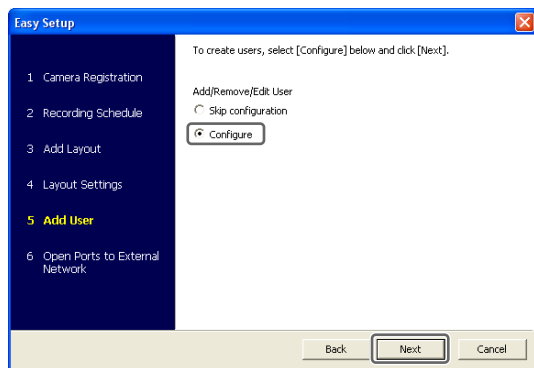 Easy Setup
1 Camera Registration
2 Recording Schedule
3 Add Layout
4 Layout Settings
5 Add User
6 Open Ports to External
Network
To create users, select [Configure] below and click [Next].
Add/Remove/Edit User
Skip configuration
Configure
Back
Next
Cancel